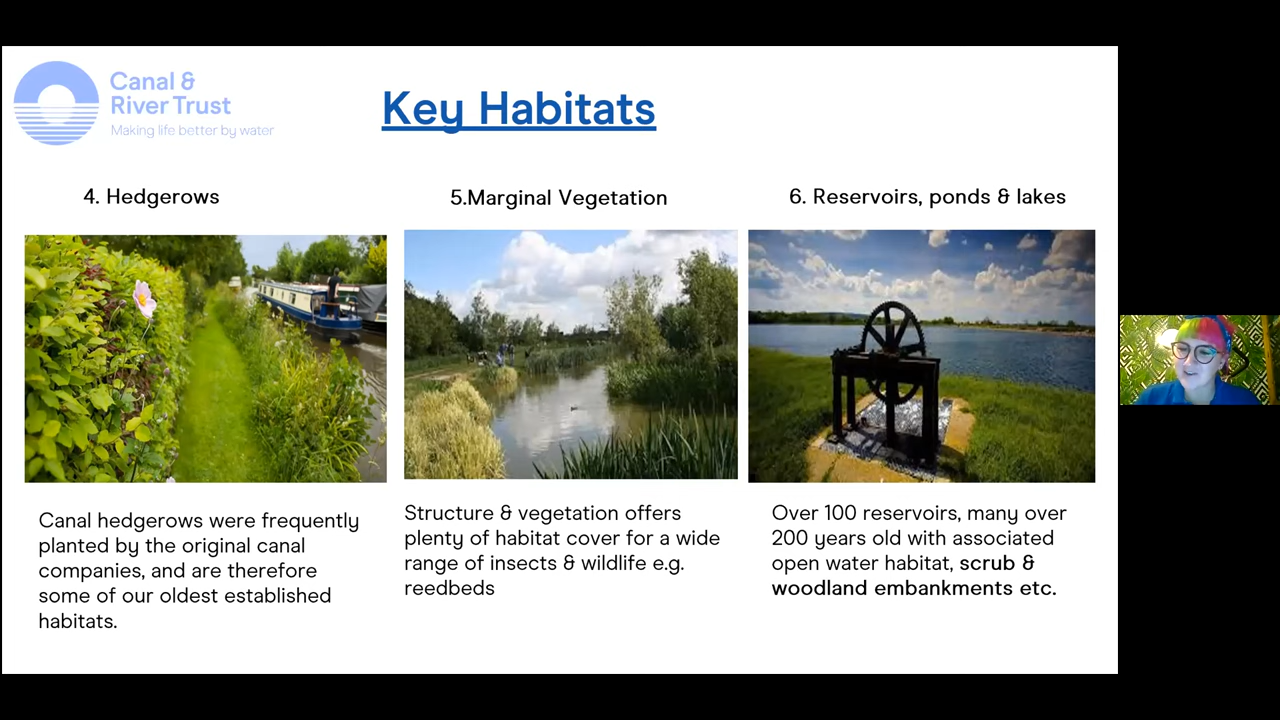 Canal &
River Trust
Making life better by water
Key Habitats
4. Hedgerows
5.Marginal Vegetation
6. Reservoirs, ponds & lakes
Canal hedgerows were frequently
planted by the original canal
companies, and are therefore
some of our oldest established
habitats.
Structure & vegetation offers
plenty of habitat cover for a wide
range of insects & wildlife e.g.
reedbeds
Over 100 reservoirs, many over
200 years old with associated
open water habitat, scrub &
woodland embankments etc.